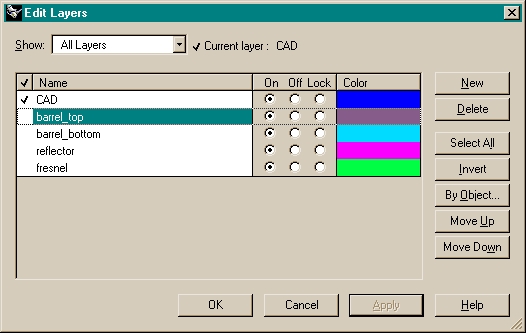 Edit Layers
Show: All Layers Current layer : CAD
Name On Off Lock Color
CAD
barrel_top
barrel_bottom
reflector
fresnel
New
Delete
Select All
Invert
By Object...
Move Up
Move Down
OK Cancel Apply Help